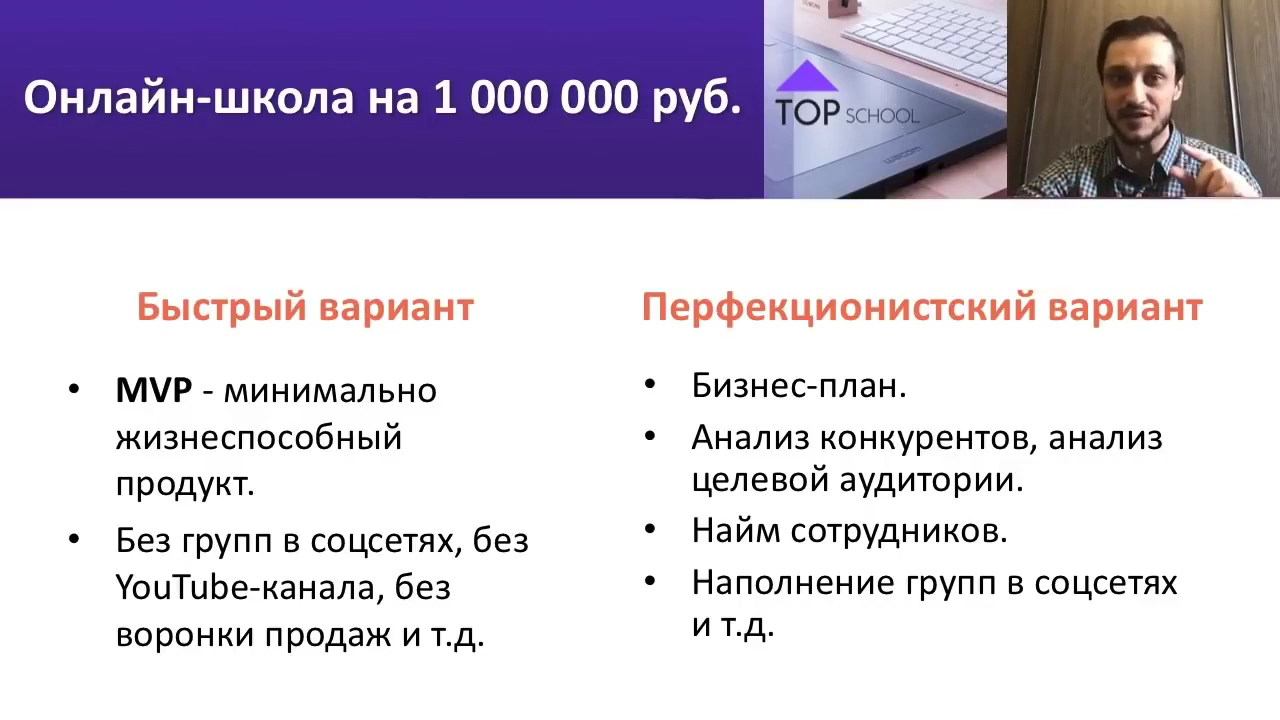 Онлайн-школа на 1 000 000 руб.
TOP SCHOOL
wacom
Быстрый вариант
• MVP - минимально
жизнеспособный
продукт.
• Без групп в соцсетях, без
YouTube-канала, без
воронки продаж и т.д.
Перфекционистский вариант
• Бизнес-план.
• Анализ конкурентов, анализ
целевой аудитории.
• Найм сотрудников.
• Наполнение групп в соцсетях
и т.д.